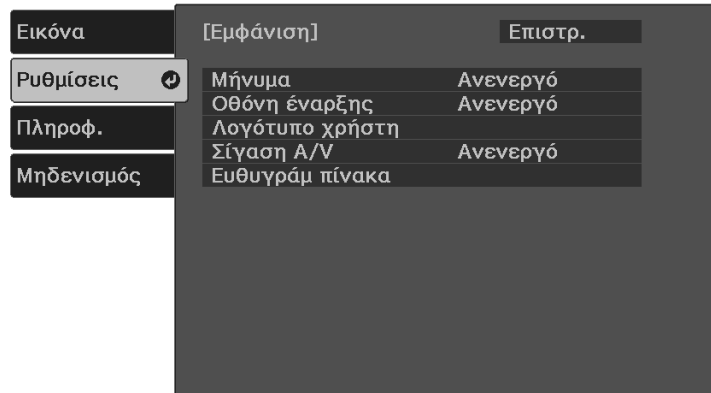 Εικόνα
Ρυθμίσεις
Πληροφ.
Μηδενισμός
[Εμφάνιση] Επιστρ.
Μήνυμα Ανενεργό
Οθόνη έναρξης Ανενεργό
Λογότυπο χρήστη
Σίγαση A/V Ανενεργό
Ευθυγράμ πίνακα